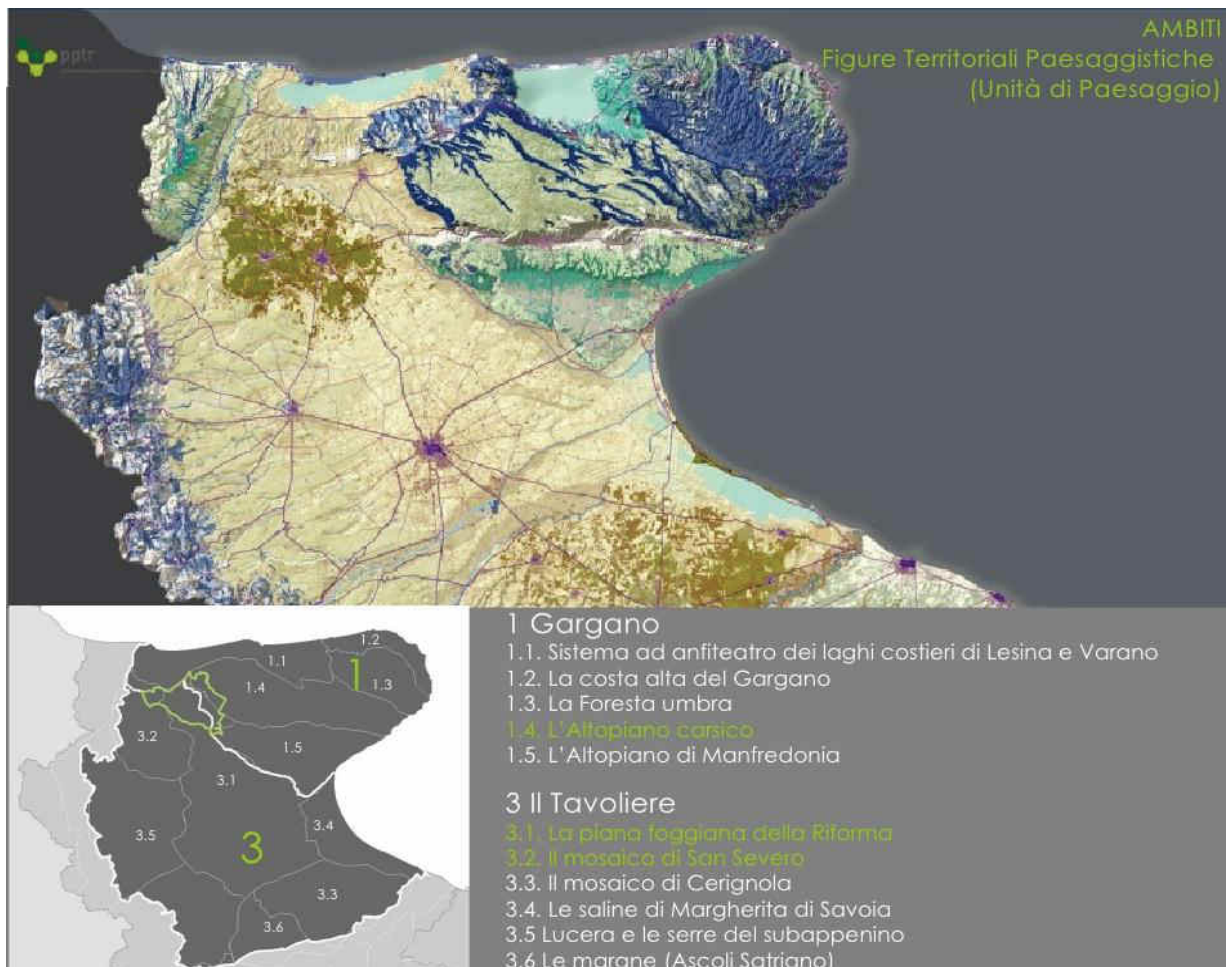 pptr
AMBITI
Figure Territoriali Paesaggistiche
(Unità di Paesaggio)
1.2
1.1
1
1.4
1.3
3.2
1.5
3.1
3.4
3.5
3
3.3
3.6
1 Gargano
1.1. Sistema ad anfiteatro dei laghi costieri di Lesina e Varano
1.2. La costa alta del Gargano
1.3. La Foresta umbra
1.4. L'Altopiano carsico
1.5. L'Altopiano di Manfredonia
3 Il Tavoliere
3.1. La piana foggiana della Riforma
3.2. Il mosaico di San Severo
3.3. Il mosaico di Cerignola
3.4. Le saline di Margherita di Savoia
3.5 Lucera e le serre del subappenino
3.6 Le marane (Ascoli Satriano)